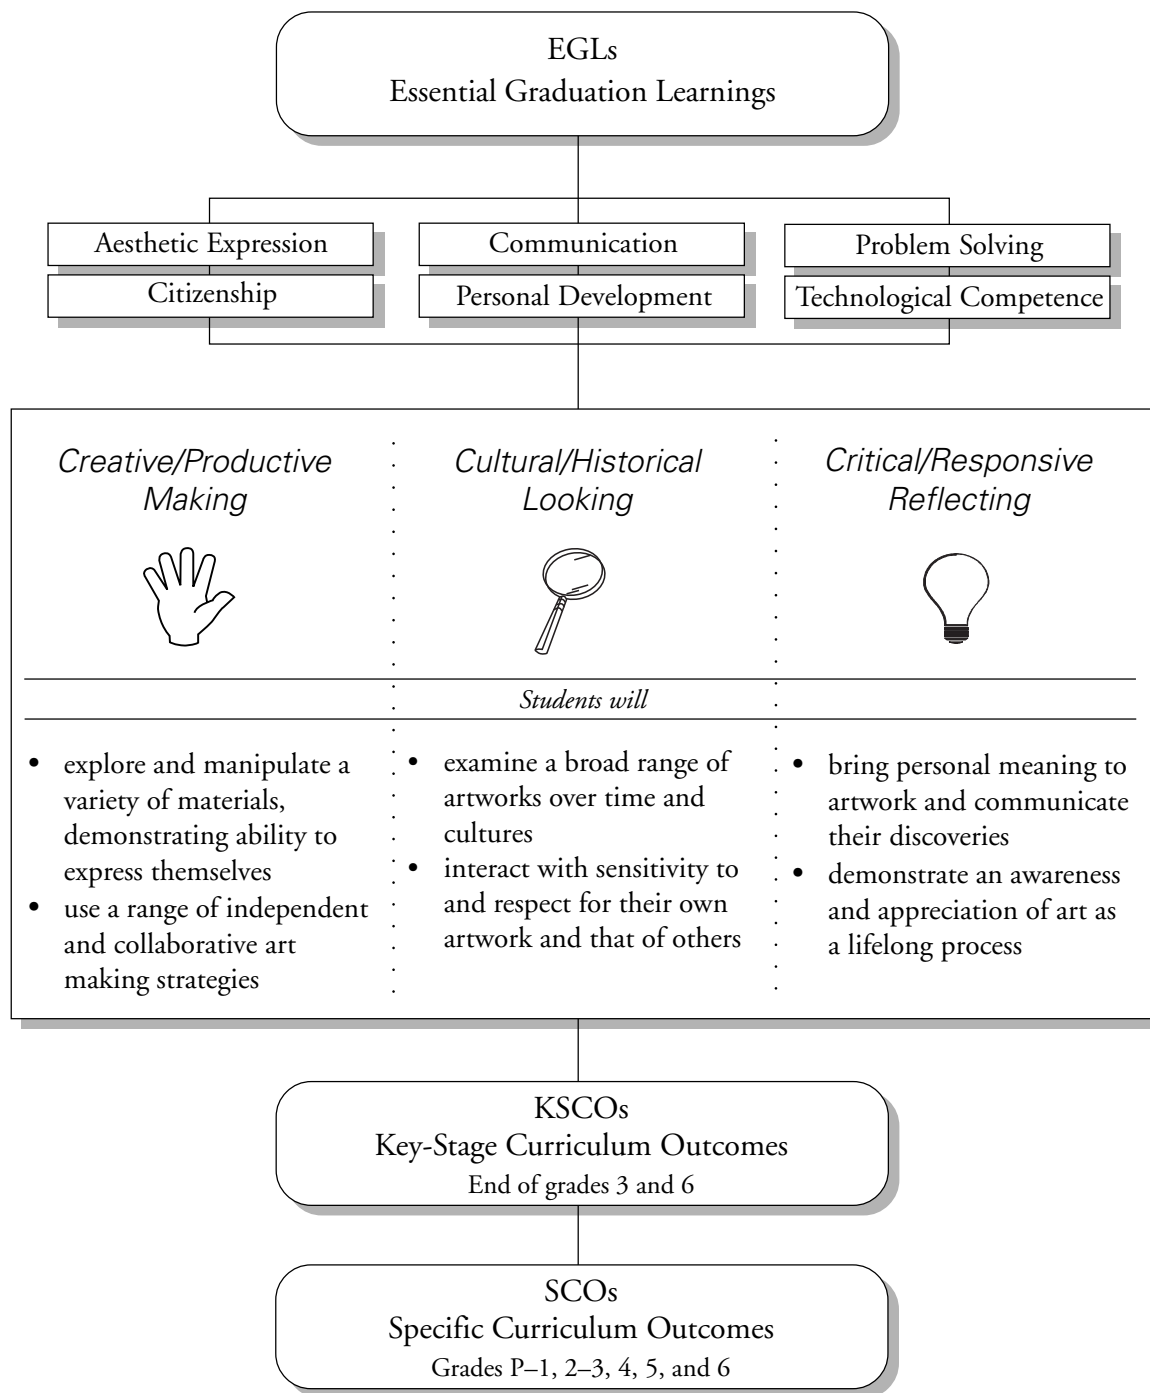 EGLs
Essential Graduation Learnings
Aesthetic Expression
Communication
Problem Solving
Citizenship
Personal Development
Technological Competence
Creative/Productive
Making
Cultural/Historical
Looking
Critical/Responsive
Reflecting
Students will
• explore and manipulate a
variety of materials,
demonstrating ability to
express themselves
• use a range of independent
and collaborative art
making strategies
• examine a broad range of
artworks over time and
cultures
• interact with sensitivity to
and respect for their own
artwork and that of others
• bring personal meaning to
artwork and communicate
their discoveries
• demonstrate an awareness
and appreciation of art as
a lifelong process
KSCOs
Key-Stage Curriculum Outcomes
End of grades 3 and 6
SCOs
Specific Curriculum Outcomes
Grades P–1, 2–3, 4, 5, and 6